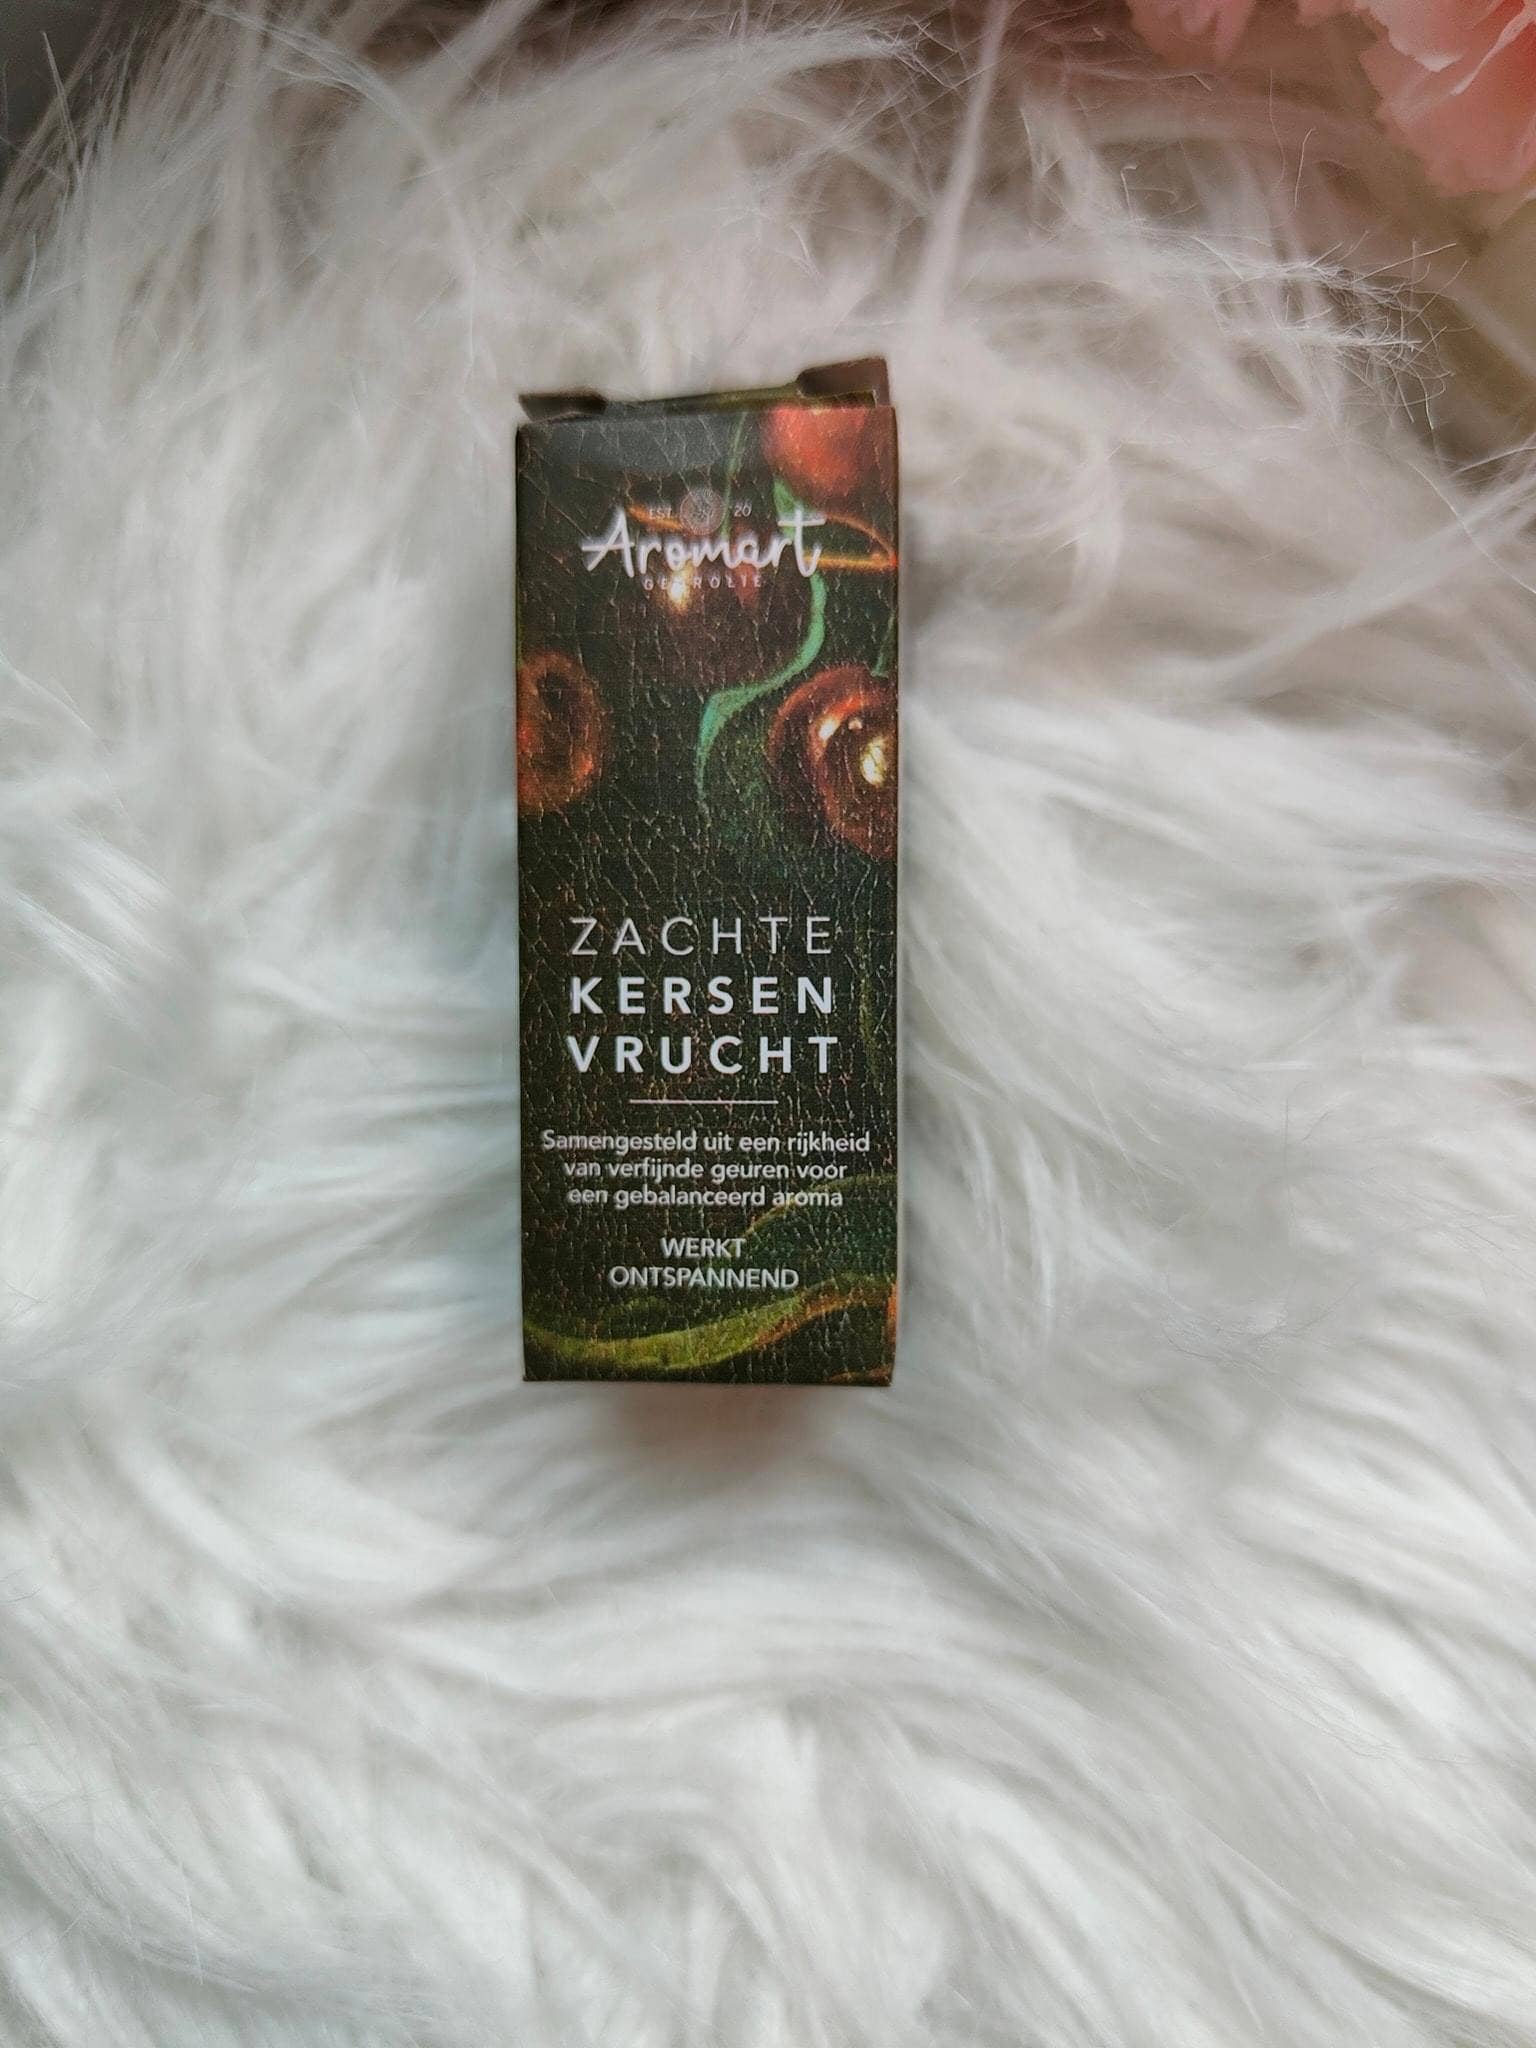 EST. 20
Aromart
GEUROLIE
ZACHTE
KERSEN
VRUCHT
Samengesteld uit een rijkheid
van verfijnde geuren voor
een gebalanceerd aroma
WERKT
ONTSPANNEND